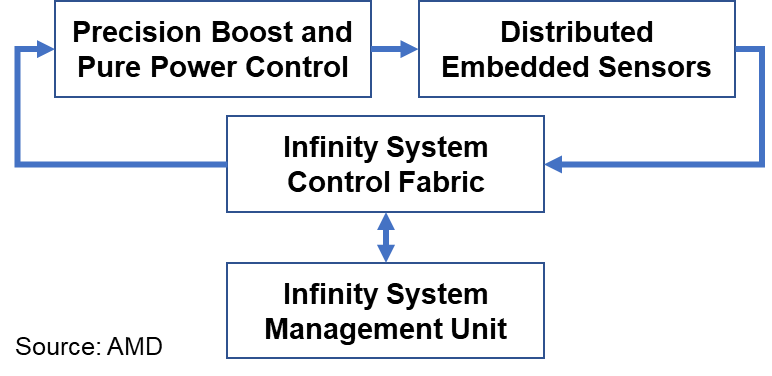 Precision Boost and
Pure Power Control
Distributed
Embedded Sensors
Infinity System
Control Fabric
Infinity System
Management Unit
Source: AMD